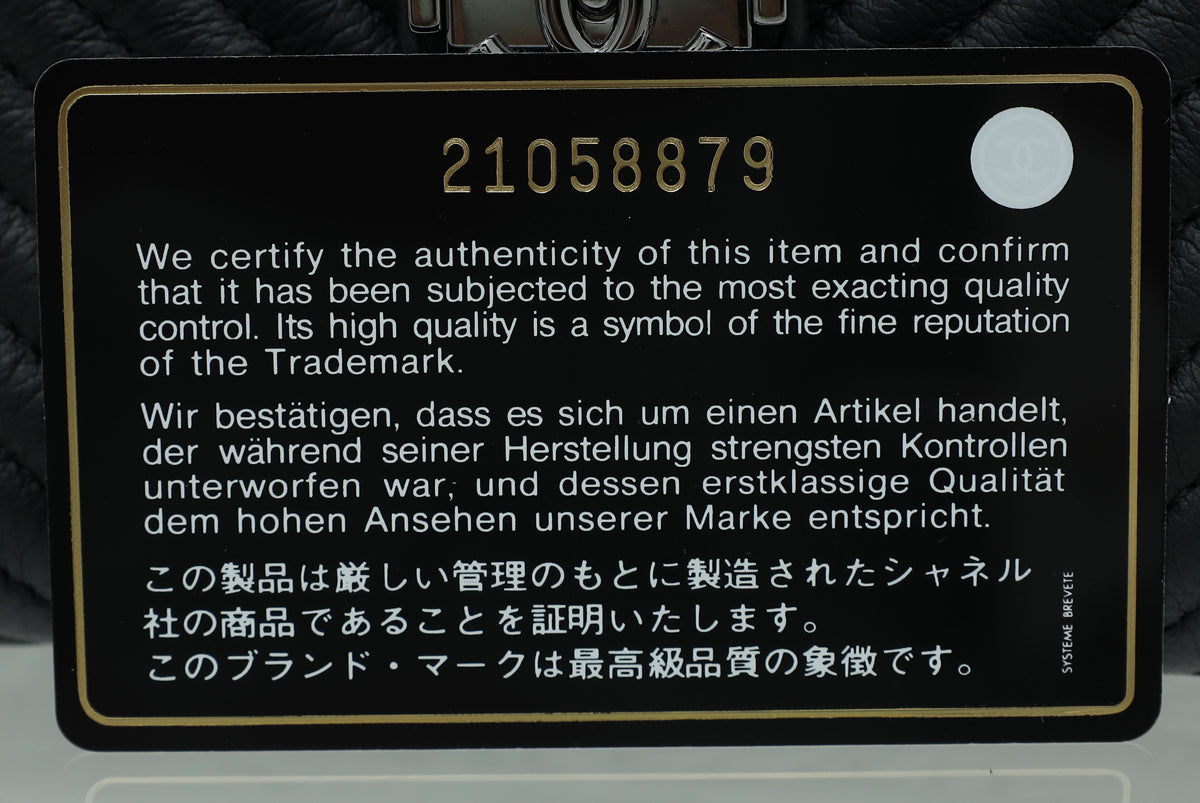 21058879
We certify the authenticity of this item and confirm
that it has been subjected to the most exacting quality
control. Its high quality is a symbol of the fine reputation
of the Trademark.
Wir bestätigen, dass es sich um einen Artikel handelt,
der während seiner Herstellung strengsten Kontrollen
unterworfen war, und dessen erstklassige Qualität
dem hohen Ansehen unserer Marke entspricht.
この製品は厳しい管理のもとに製造されたシャネル
社の商品であることを証明いたします。
このブランド・マークは最高級品質の象徴です。
SYSTEME BREVETE